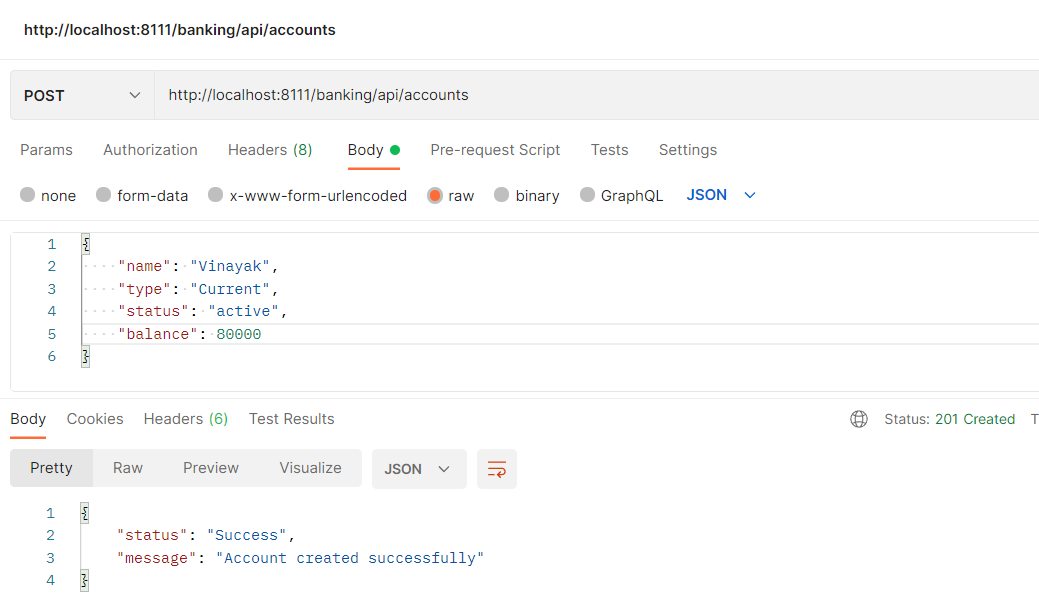 http://localhost:8111/banking/api/accounts
POST http://localhost:8111/banking/api/accounts
Params Authorization Headers (8) Body Pre-request Script Tests Settings
none form-data x-www-form-urlencoded raw binary GraphQL JSON
1 {
2 ····"name":·"Vinayak",
3 ····"type":·"Current",
4 ····"status":·"active",
5 ····"balance":·80000
6 }
Body Cookies Headers (6) Test Results Status: 201 Created T
Pretty Raw Preview Visualize JSON
1 {
2 "status": "Success",
3 "message": "Account created successfully"
4 }